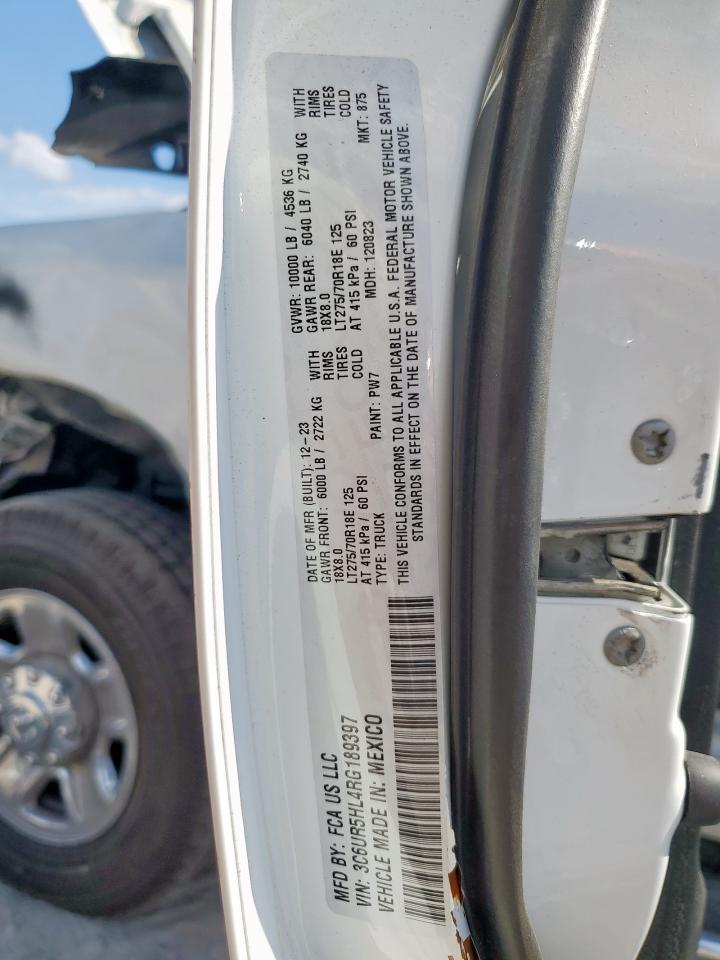 MFD BY: FCA US LLC
VIN: 3C6UR5HL4RG189397
VEHICLE MADE IN: MEXICO
DATE OF MFR (BUILT): 12-23 GVWR: 10000 LB / 4536 KG
GAWR FRONT: 6000 LB / 2722 KG WITH GAWR REAR: 6040 LB / 2740 KG WITH
18X8.0 RIMS 18X8.0 RIMS
LT275/70R18E 125 TIRES LT275/70R18E 125 TIRES
AT 415 kPa / 60 PSI COLD AT 415 kPa / 60 PSI COLD
TYPE: TRUCK PAINT: PW7 MDH: 120823 MKT: 875
THIS VEHICLE CONFORMS TO ALL APPLICABLE U.S.A. FEDERAL MOTOR VEHICLE SAFETY
STANDARDS IN EFFECT ON THE DATE OF MANUFACTURE SHOWN ABOVE.